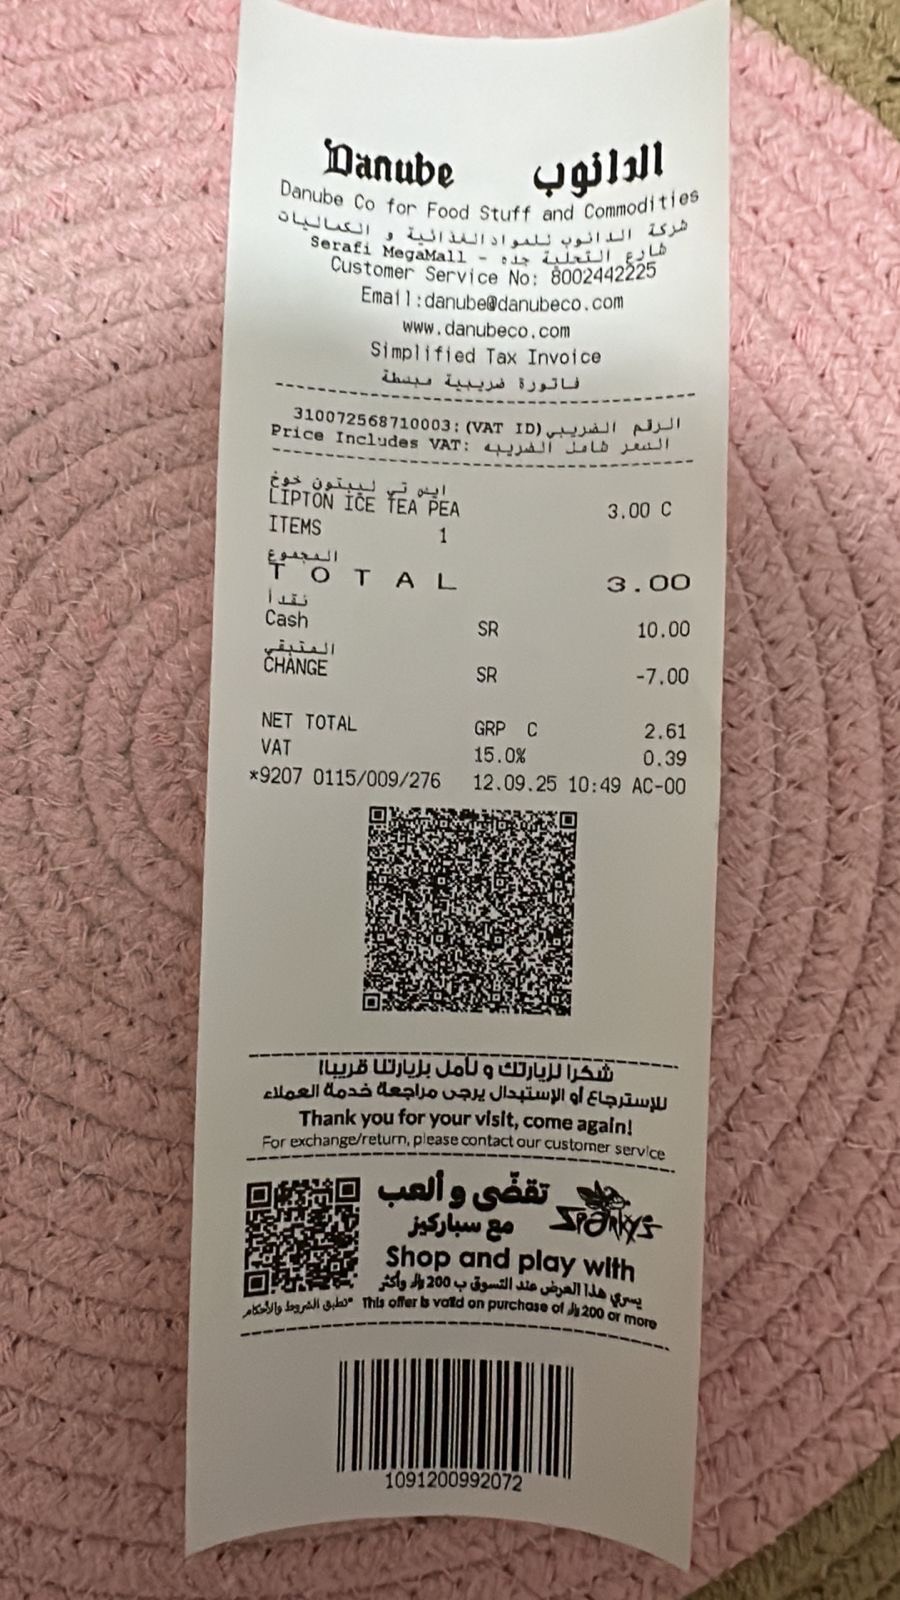 Danube الدانوب
Danube Co for Food Stuff and Commodities
شركة الدانوب للمواد الغذائية و الكماليات
Serafi MegaMall - شارع التحلية جده
Customer Service No: 8002442225
Email:danube@danubeco.com
www.danubeco.com
Simplified Tax Invoice
فاتورة ضريبية مبسطة
310072568710003:(VAT ID)الرقم الضريبي
Price Includes VAT: السعر شامل الضريبه
ايس تي ليبتون خوخ
LIPTON ICE TEA PEA 3.00 C
ITEMS 1
المجموع
T O T A L 3.00
نقدا
Cash SR 10.00
المتبقي
CHANGE SR -7.00
NET TOTAL GRP C 2.61
VAT 15.0% 0.39
*9207 0115/009/276 12.09.25 10:49 AC-00
شكرا لزيارتك و نأمل بزيارتنا قريبا!
للإسترجاع أو الإستبدال يرجى مراجعة خدمة العملاء
Thank you for your visit, come again!
For exchange/return, please contact our customer service
تقضّى و ألعب SPARKY'S
مع سباركيز
Shop and play with
يسري هذا العرض عند التسوق ب 200 ⃁ وأكثر
This offer is valid on purchase of ⃁ 200 or more
*تطبق الشروط والأحكام
1091200992072